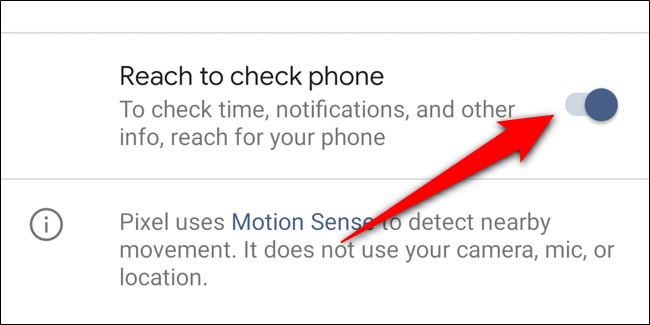 Reach to check phone
To check time, notifications, and other
info, reach for your phone
Pixel uses Motion Sense to detect nearby
movement. It does not use your camera, mic, or
location.